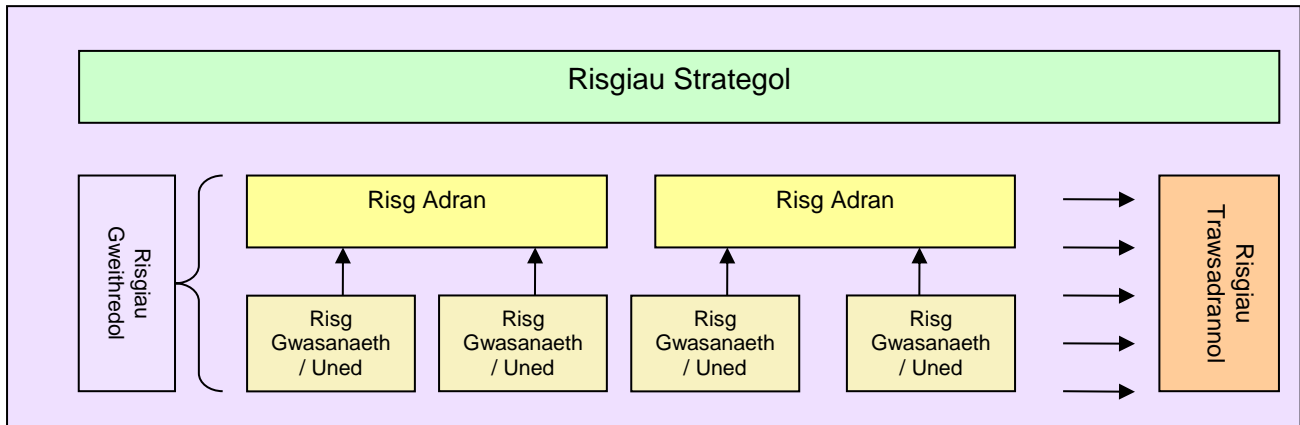 Risgiau Strategol
Risgiau
Gweithredol
Risg Adran
Risg Adran
Risg
Gwasanaeth
/ Uned
Risg
Gwasanaeth
/ Uned
Risg
Gwasanaeth
/ Uned
Risg
Gwasanaeth
/ Uned
Risgiau
Trawsadrannol